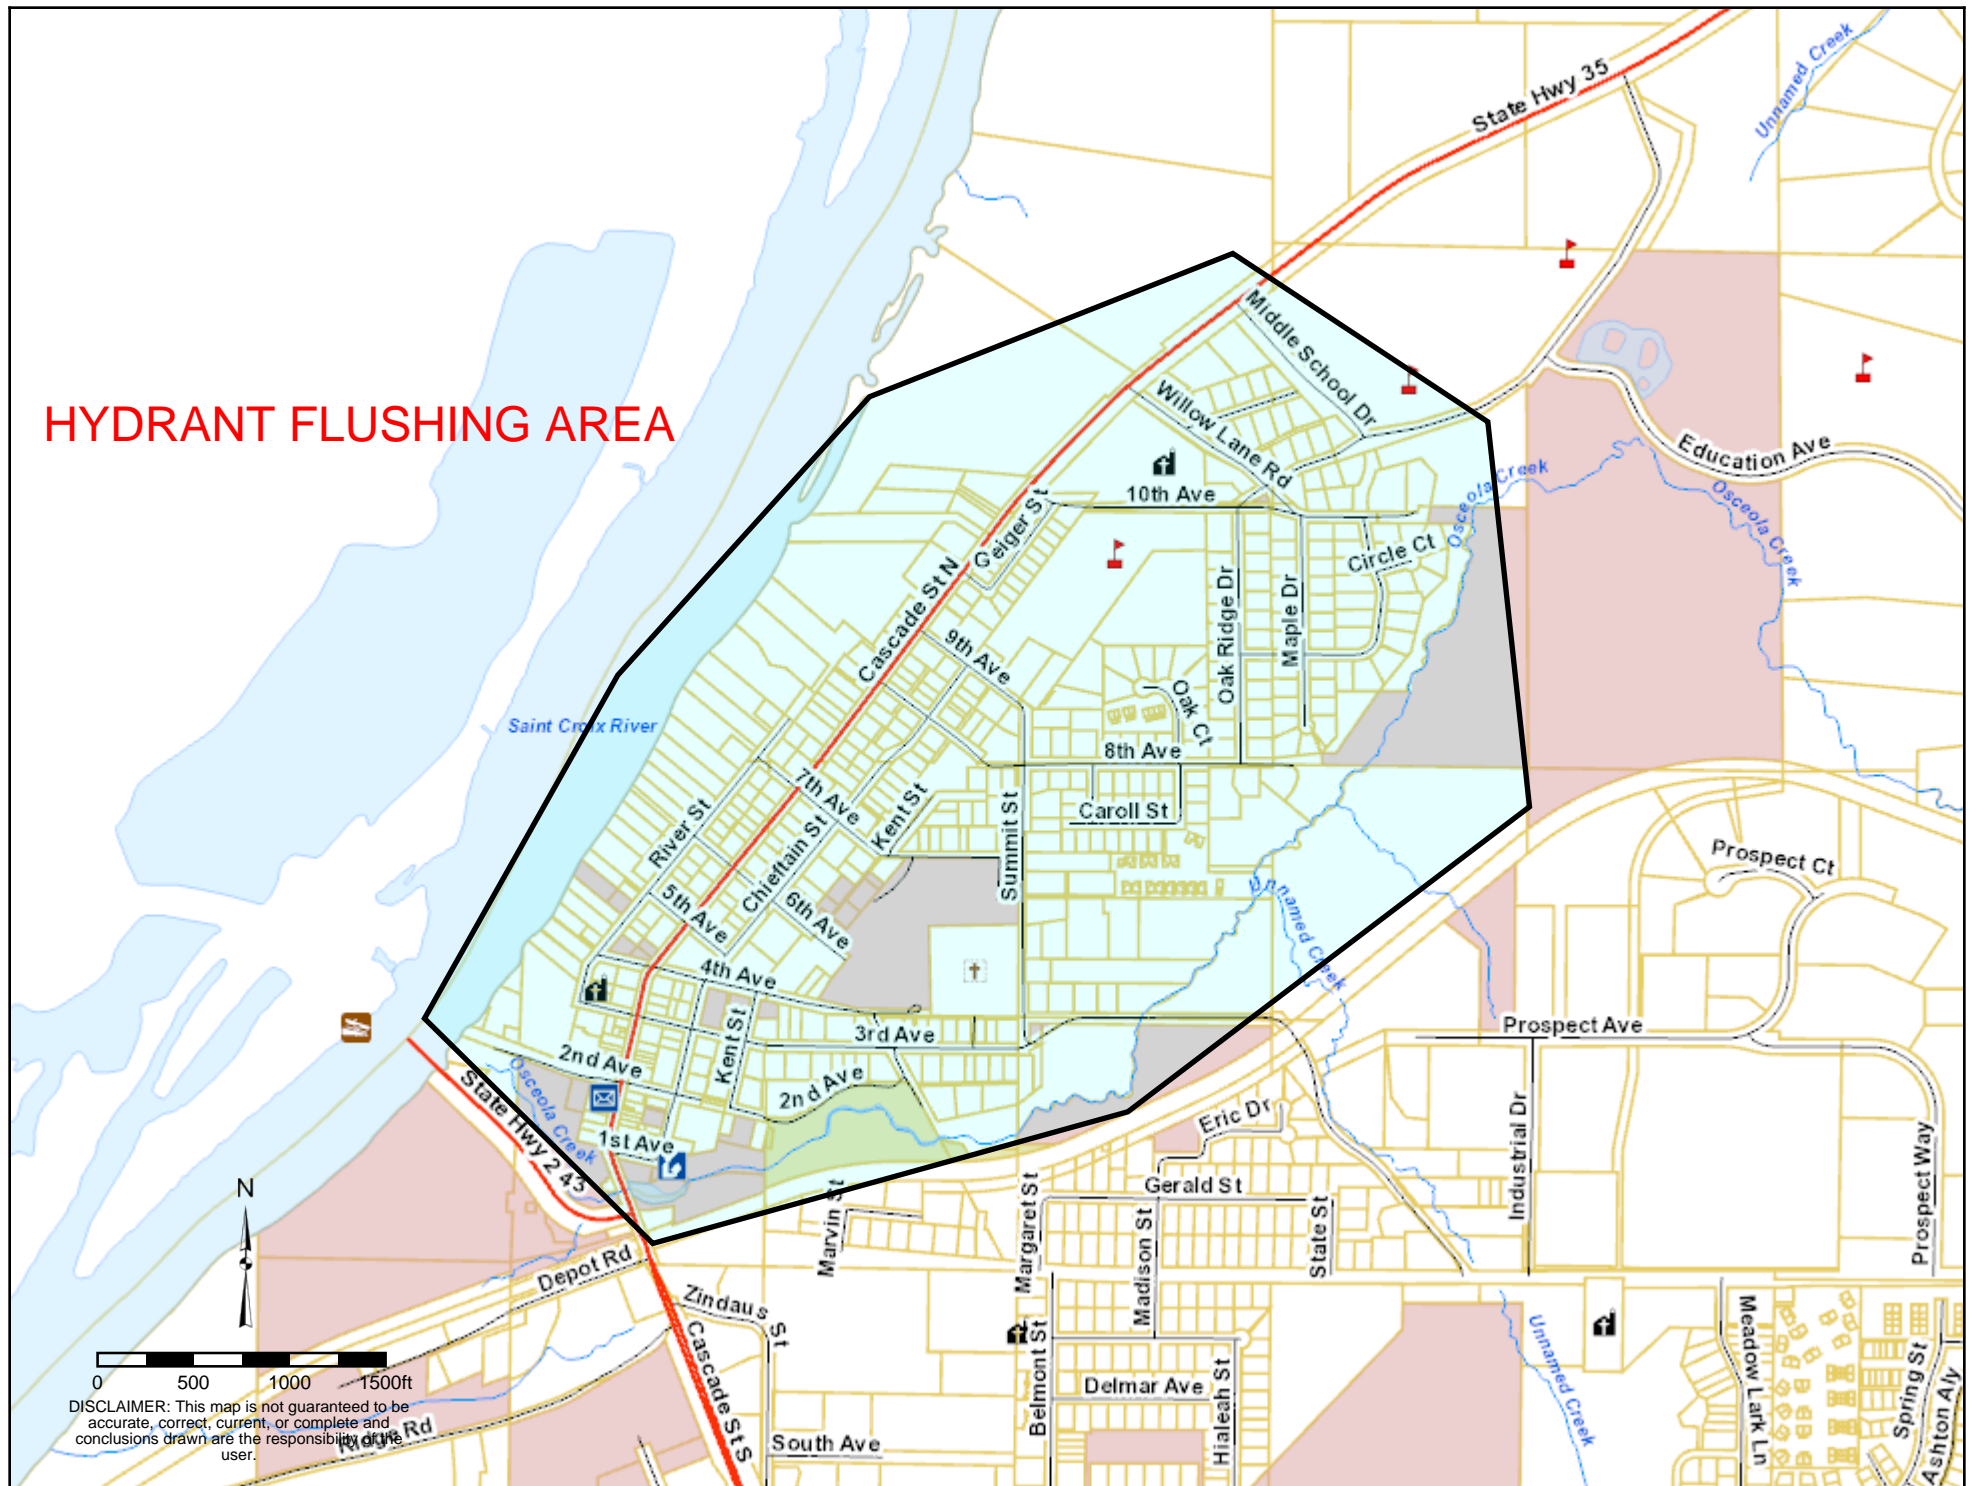 Unnamed Creek
State Hwy 35
Middle School Dr
Willow Lane Rd
HYDRANT FLUSHING AREA
Education Ave
Osceola Creek
Osceola Creek
10th Ave
Geiger St
Circle Ct
Cascade St N
Oak Ridge Dr
Maple Dr
9th Ave
Oak Ct
Saint Croix River
8th Ave
7th Ave
Kent St
Caroll St
River St
Chieftain St
Summit St
Prospect Ct
5th Ave
6th Ave
Unnamed Creek
4th Ave
3rd Ave
Prospect Ave
Kent St
2nd Ave
2nd Ave
Osceola Creek
State Hwy 243
1st Ave
Eric Dr
Industrial Dr
Prospect Way
N
Gerald St
Marvin St
Margaret St
Madison St
State St
Depot Rd
Zindaus St
Cascade St S
Belmont St
Delmar Ave
Hialeah St
South Ave
Unnamed Creek
Meadow Lark Ln
Spring St
Ashton Aly
0 500 1000 1500ft
DISCLAIMER: This map is not guaranteed to be
accurate, correct, current, or complete and
conclusions drawn are the responsibility of the
user.
Ridge Rd